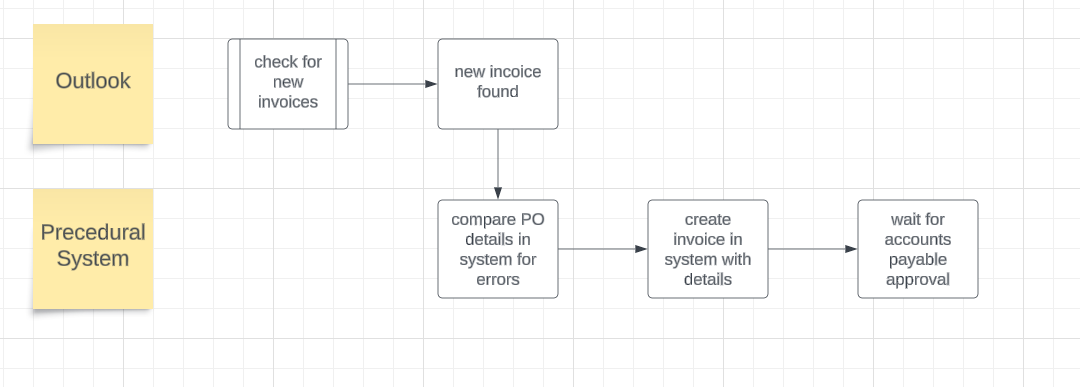 Outlook
check for
new
invoices
new incoice
found
Precedural
System
compare PO
details in
system for
errors
create
invoice in
system with
details
wait for
accounts
payable
approval